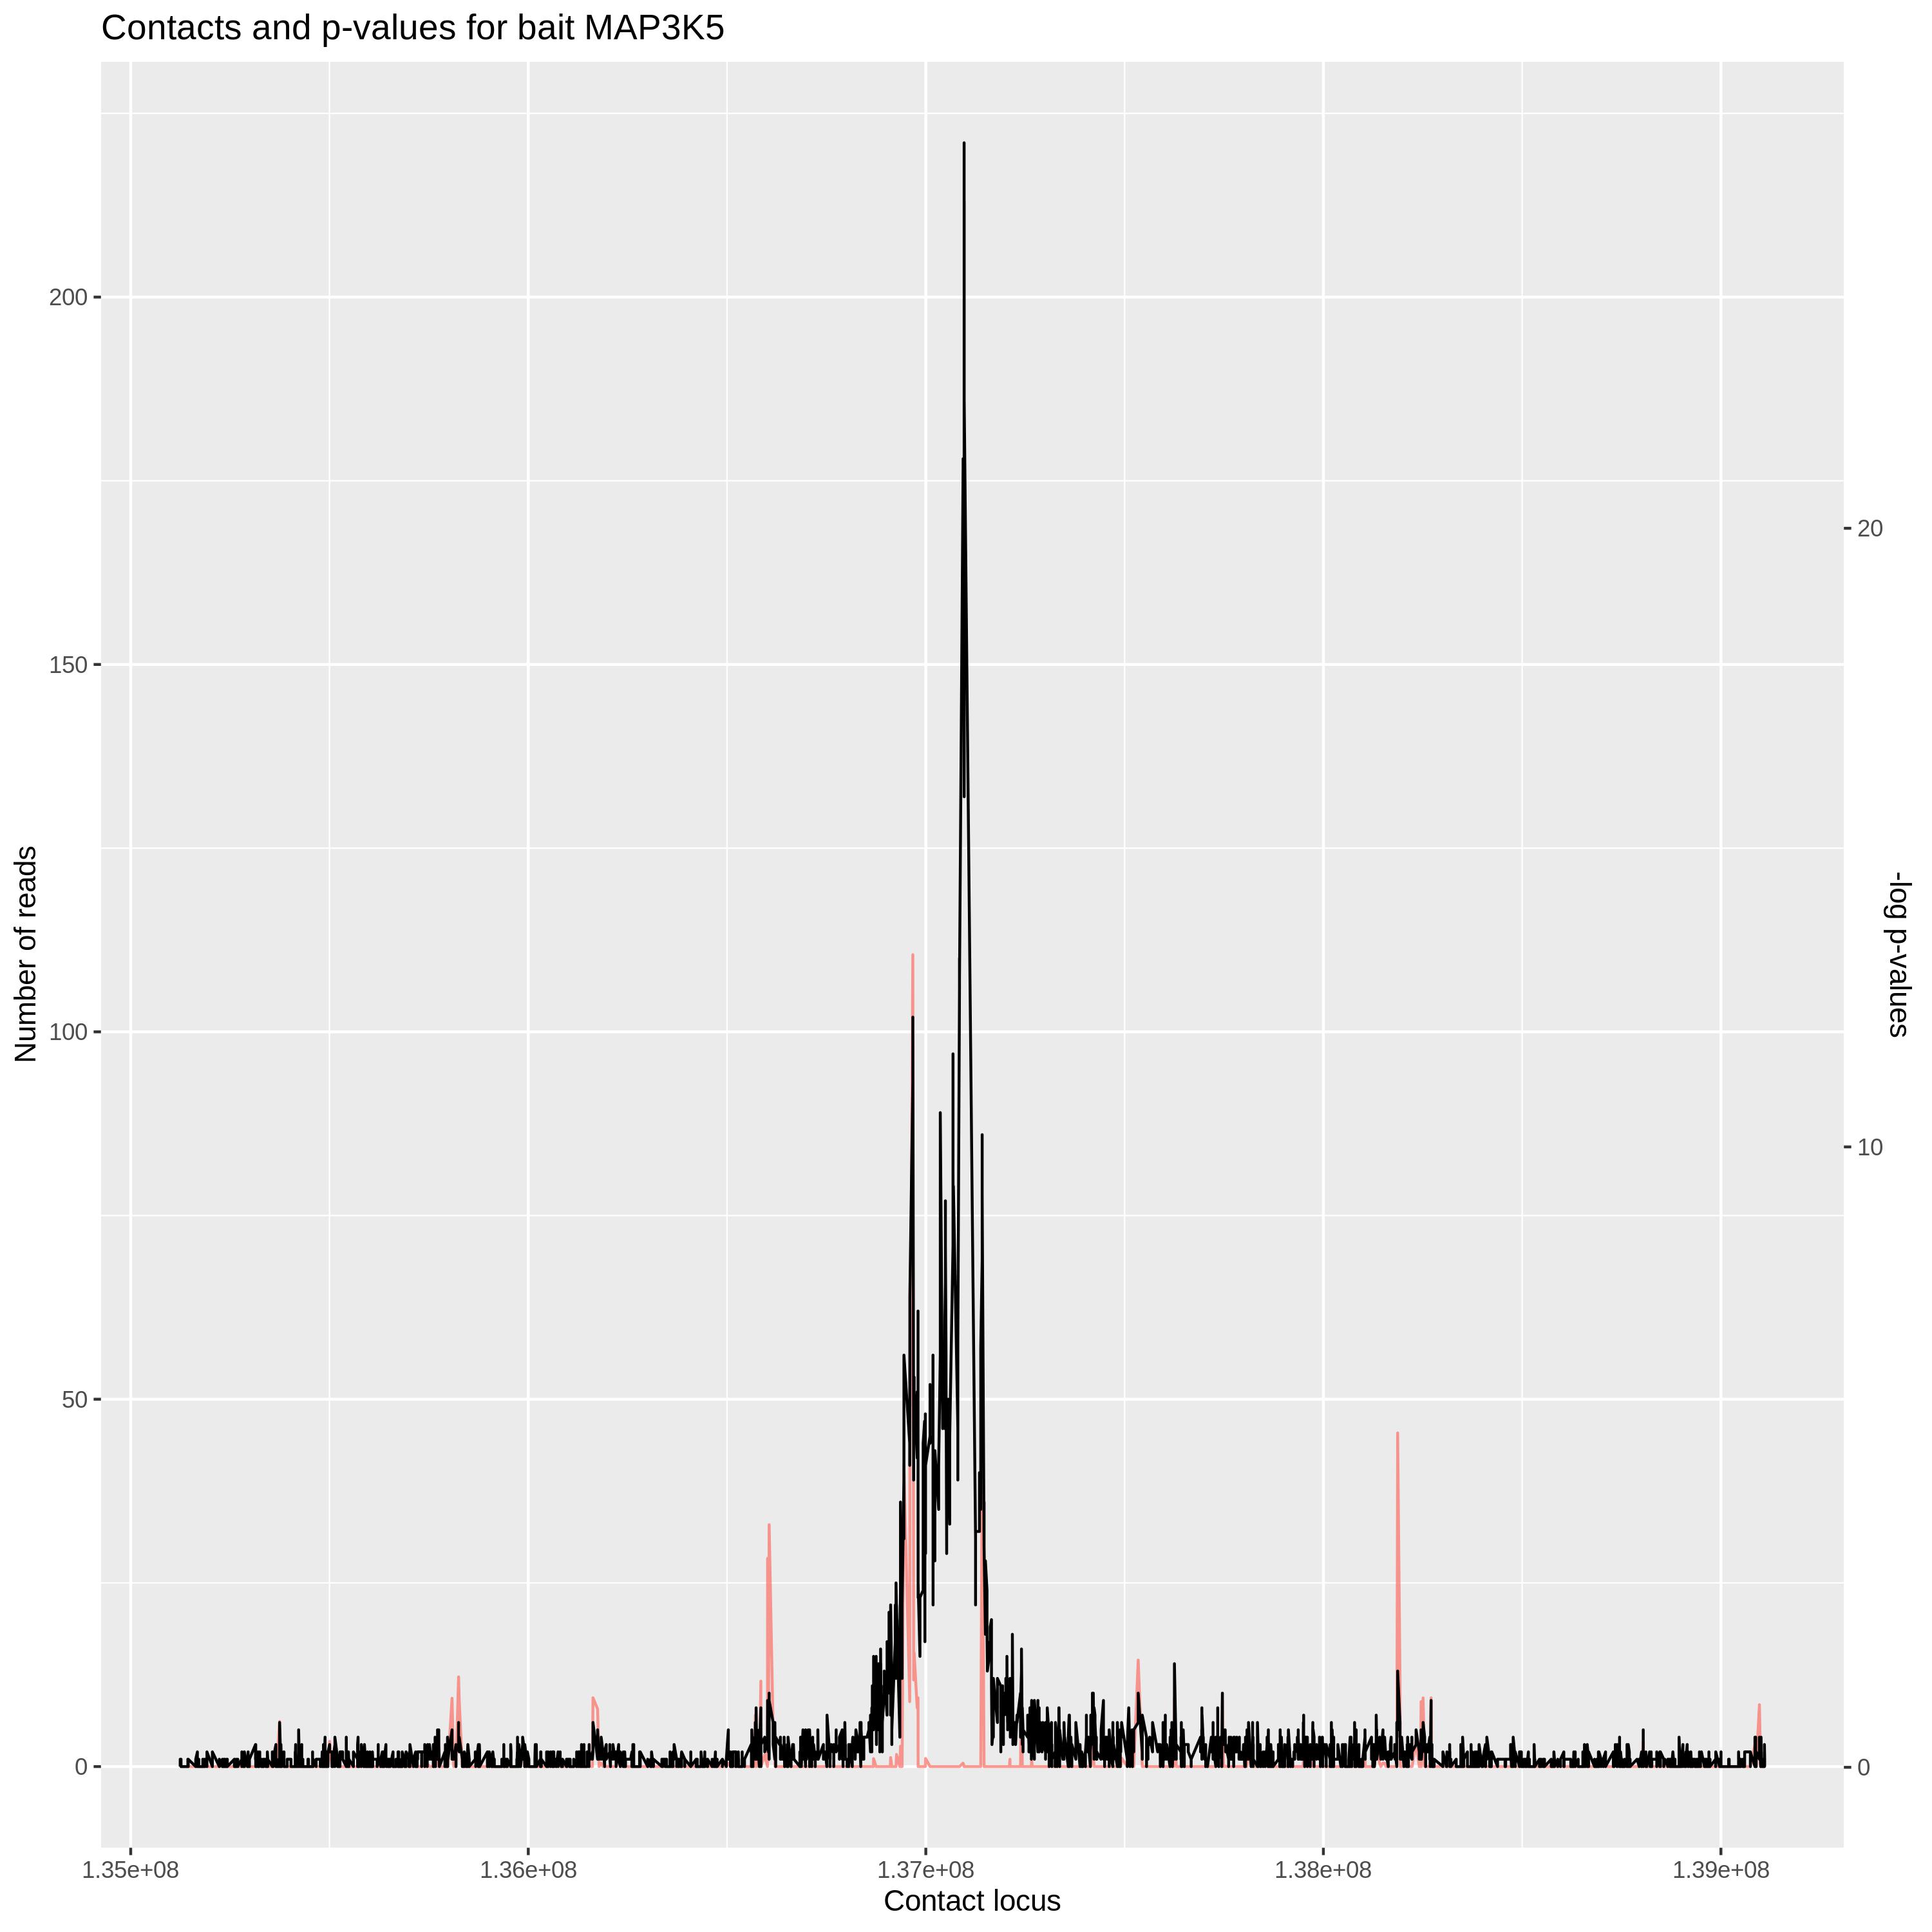 Contacts and p-values for bait MAP3K5
Number of reads
200
150
100
50
0
20
10
0
-log p-values
1.35e+08 1.36e+08 1.37e+08 1.38e+08 1.39e+08
Contact locus